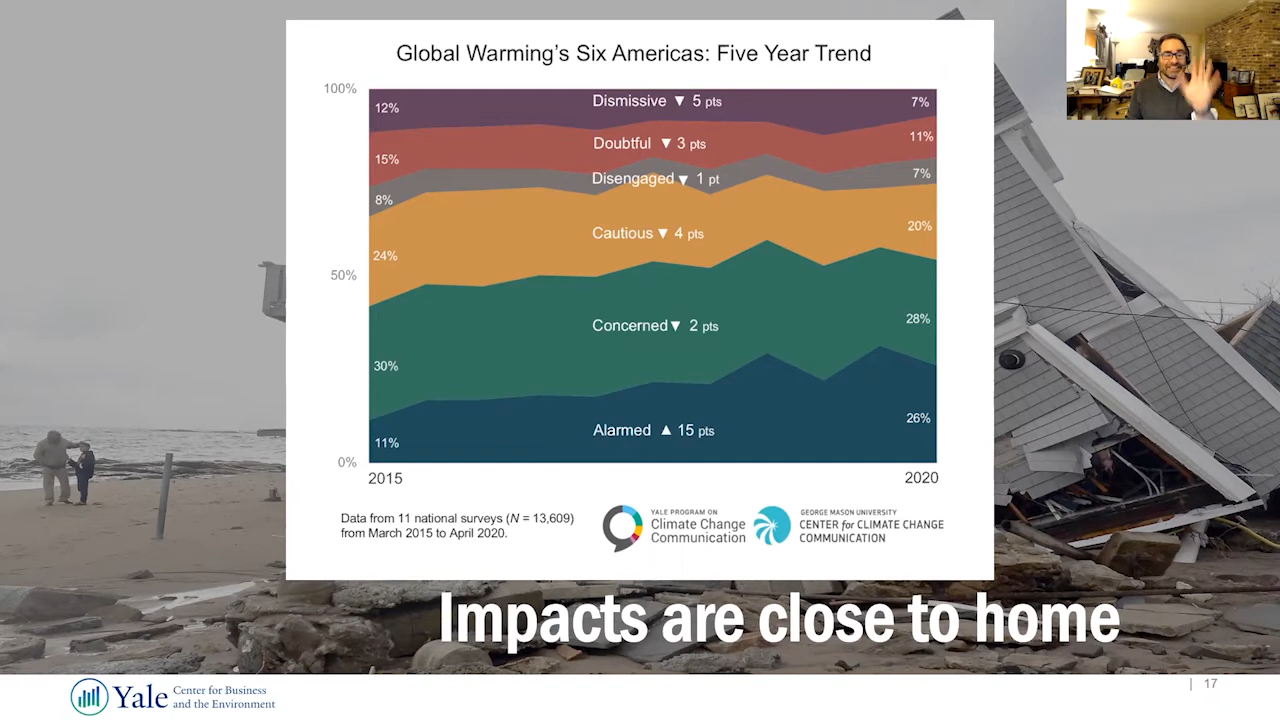 Global Warming's Six Americas: Five Year Trend
100%
12%
Dismissive ▼ 5 pts
7%
15%
Doubtful ▼ 3 pts
11%
8%
Disengaged ▼ 1 pt
7%
24%
Cautious ▼ 4 pts
20%
50%
30%
Concerned ▼ 2 pts
28%
11%
Alarmed ▲ 15 pts
26%
0%
2015
2020
Data from 11 national surveys (N = 13,609)
from March 2015 to April 2020.
YALE PROGRAM ON
Climate Change
Communication
GEORGE MASON UNIVERSITY
CENTER for CLIMATE CHANGE
COMMUNICATION
Impacts are close to home
Yale Center for Business
and the Environment
| 17